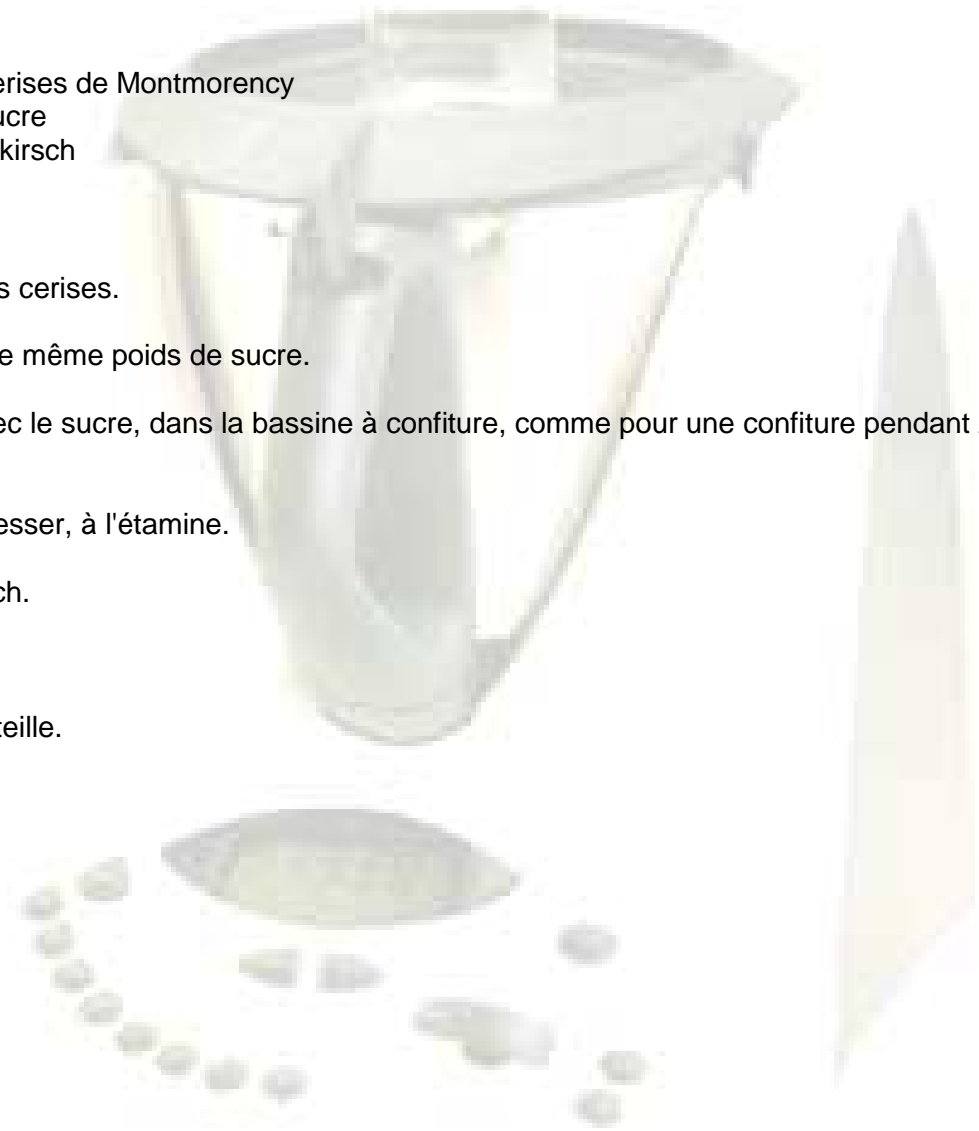 erises de Montmorency
ucre
kirsch
s cerises.
e même poids de sucre.
ec le sucre, dans la bassine à confiture, comme pour une confiture pendant
esser, à l'étamine.
ch.
teille.